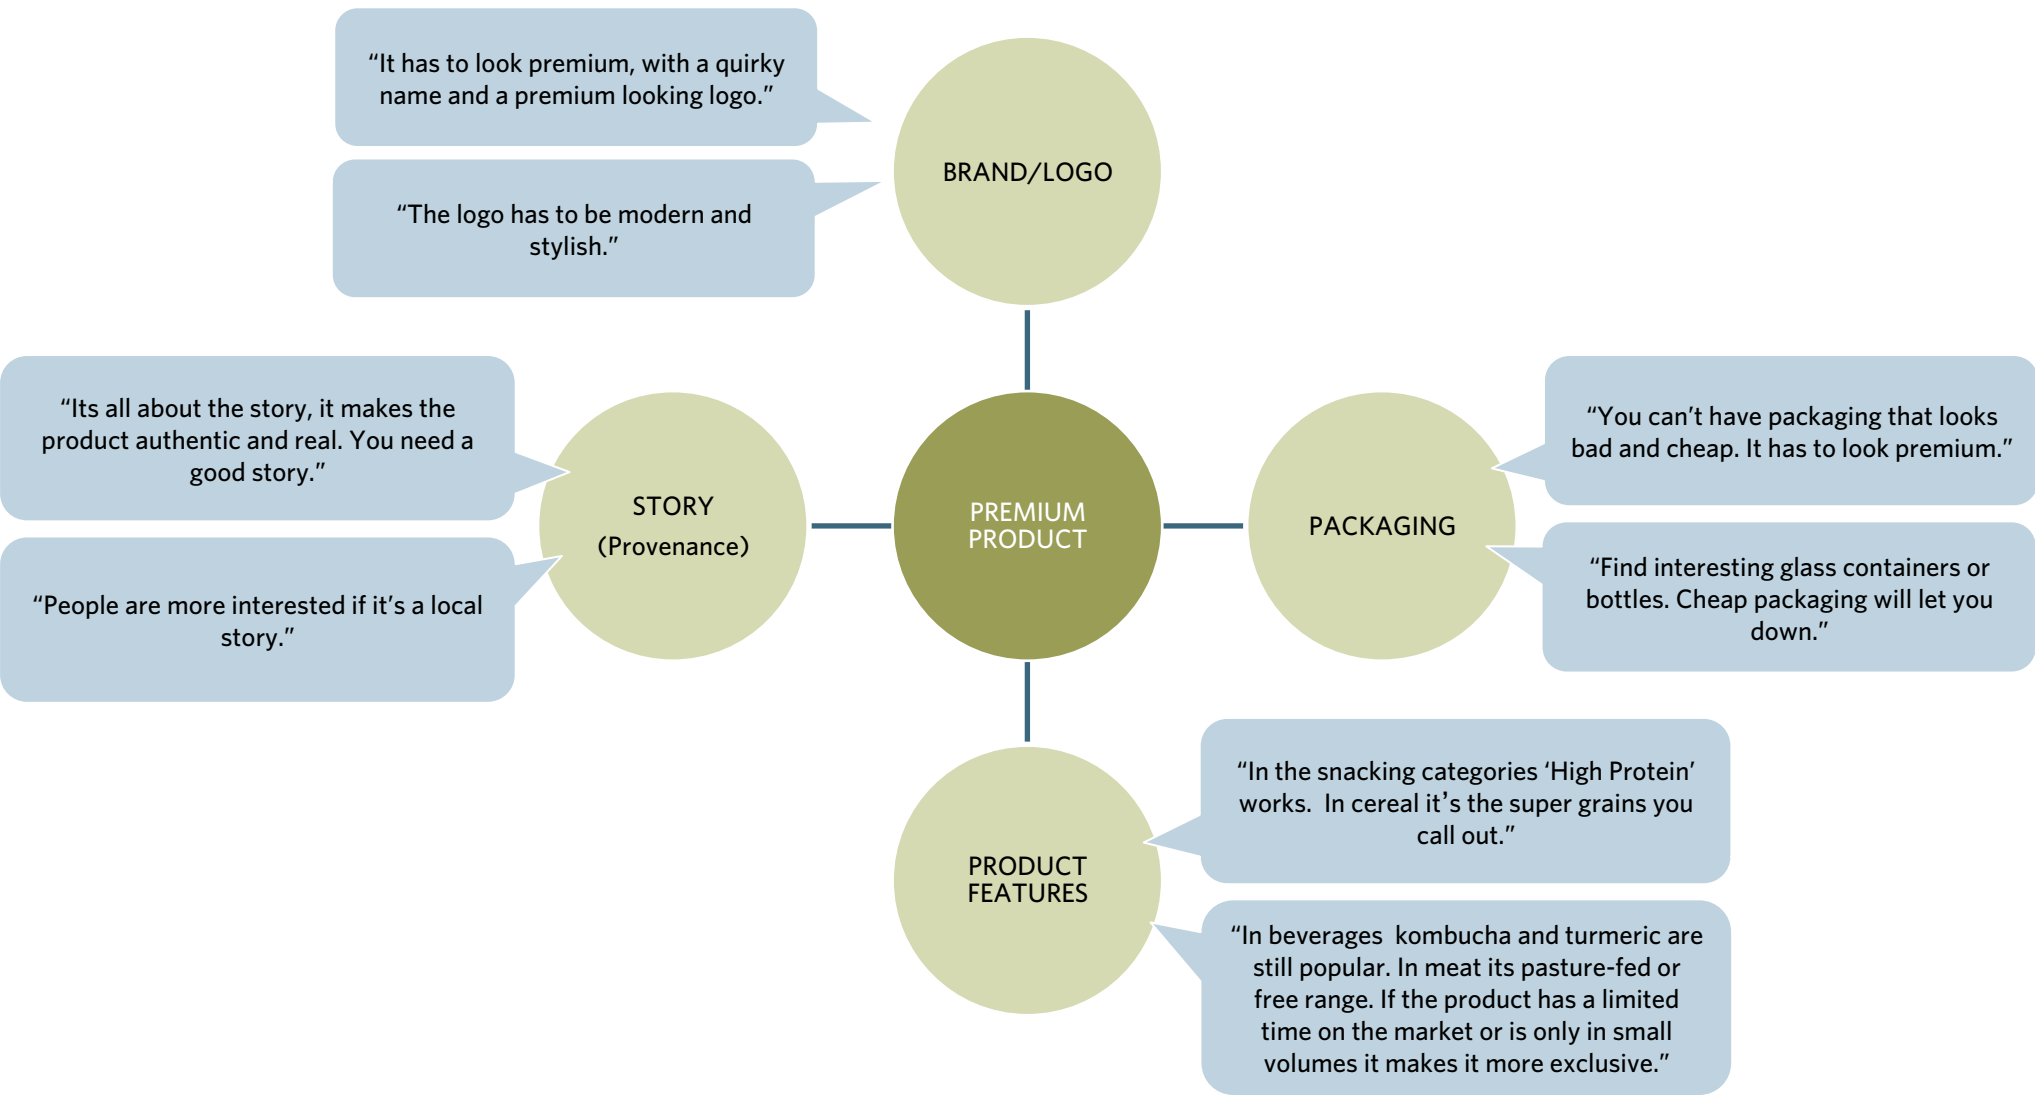 “It has to look premium, with a quirky
name and a premium looking logo.”
“The logo has to be modern and
stylish.”
BRAND/LOGO
“Its all about the story, it makes the
product authentic and real. You need a
good story.”
“People are more interested if it’s a local
story.”
STORY
(Provenance)
PREMIUM
PRODUCT
PACKAGING
“You can’t have packaging that looks
bad and cheap. It has to look premium.”
“Find interesting glass containers or
bottles. Cheap packaging will let you
down.”
PRODUCT
FEATURES
“In the snacking categories ‘High Protein’
works.  In cereal it’s the super grains you
call out.”
“In beverages  kombucha and turmeric are
still popular. In meat its pasture-fed or
free range. If the product has a limited
time on the market or is only in small
volumes it makes it more exclusive.”